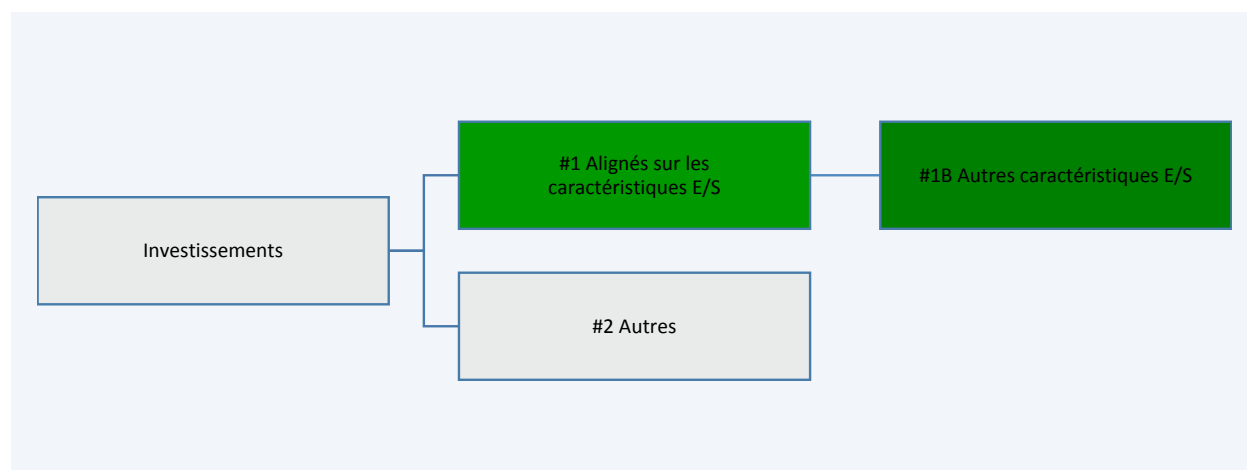 #1 Alignés sur les
caractéristiques E/S
#1B Autres caractéristiques E/S
Investissements
#2 Autres